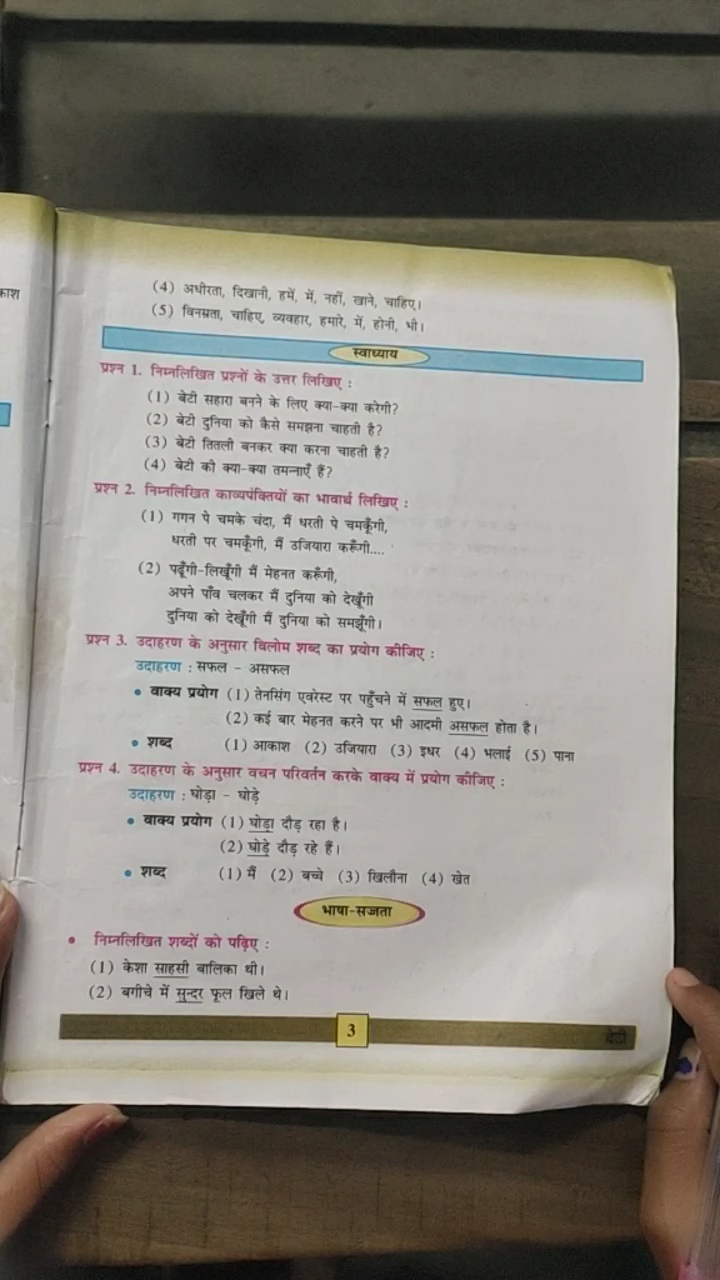 काश
(4) अधीरता, दिखानी, हमें, में, नहीं, खाने, चाहिए।
(5) विनम्रता, चाहिए, व्यवहार, हमारे, में, होनी, भी।
स्वाध्याय
प्रश्न 1. निम्नलिखित प्रश्नों के उत्तर लिखिए :
(1) बेटी सहारा बनने के लिए क्या-क्या करेगी?
(2) बेटी दुनिया को कैसे समझना चाहती है?
(3) बेटी तितली बनकर क्या करना चाहती है?
(4) बेटी की क्या-क्या तमन्नाएँ हैं?
प्रश्न 2. निम्नलिखित काव्यपंक्तियों का भावार्थ लिखिए :
(1) गगन पे चमके चंदा, मैं धरती पे चमकूँगी,
धरती पर चमकूँगी, मैं उजियारा करूँगी....
(2) पढूँगी-लिखूँगी मैं मेहनत करूँगी,
अपने पाँव चलकर मैं दुनिया को देखूँगी
दुनिया को देखूँगी मैं दुनिया को समझूँगी।
प्रश्न 3. उदाहरण के अनुसार विलोम शब्द का प्रयोग कीजिए :
उदाहरण : सफल - असफल
• वाक्य प्रयोग (1) तेनसिंग एवरेस्ट पर पहुँचने में सफल हुए।
(2) कई बार मेहनत करने पर भी आदमी असफल होता है।
• शब्द (1) आकाश (2) उजियारा (3) इधर (4) भलाई (5) पाना
प्रश्न 4. उदाहरण के अनुसार वचन परिवर्तन करके वाक्य में प्रयोग कीजिए :
उदाहरण : घोड़ा - घोड़े
• वाक्य प्रयोग (1) घोड़ा दौड़ रहा है।
(2) घोड़े दौड़ रहे हैं।
• शब्द (1) मैं (2) बच्चे (3) खिलौना (4) खेत
भाषा-सज्जता
• निम्नलिखित शब्दों को पढ़िए :
(1) केशा साहसी बालिका थी।
(2) बगीचे में सुन्दर फूल खिले थे।
3
बेटी